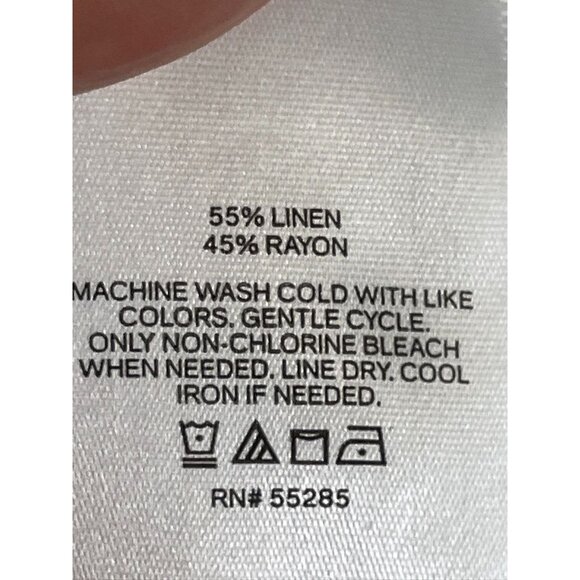 55% LINEN
45% RAYON
MACHINE WASH COLD WITH LIKE
COLORS. GENTLE CYCLE.
ONLY NON-CHLORINE BLEACH
WHEN NEEDED. LINE DRY. COOL
IRON IF NEEDED.
RN# 55285